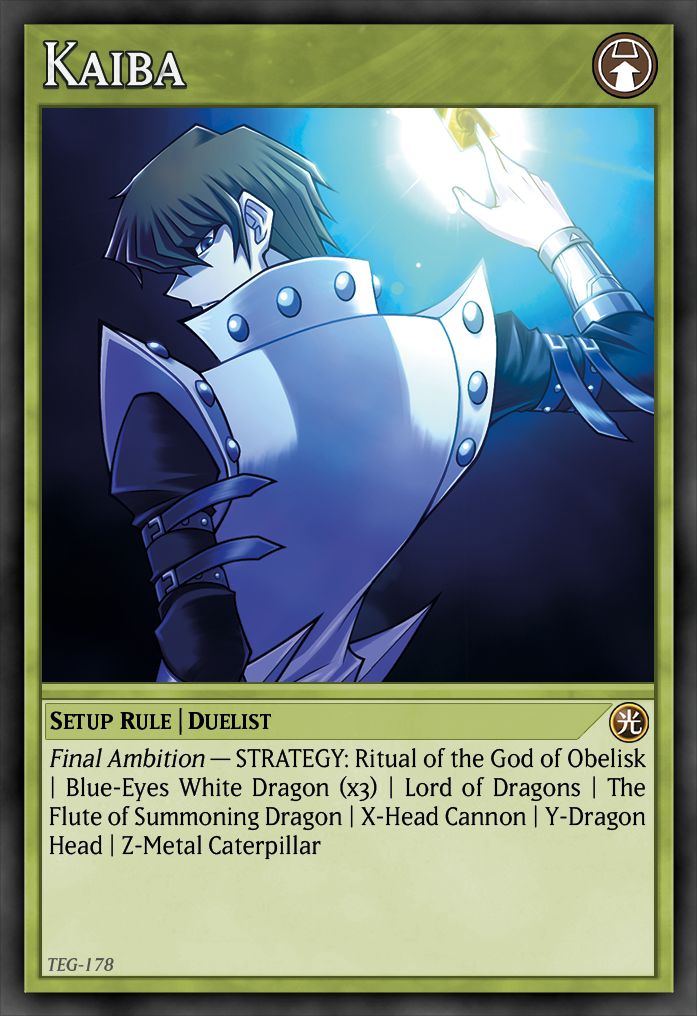 Kaiba
Setup Rule | Duelist
光
Final Ambition — STRATEGY: Ritual of the God of Obelisk
| Blue-Eyes White Dragon (x3) | Lord of Dragons | The
Flute of Summoning Dragon | X-Head Cannon | Y-Dragon
Head | Z-Metal Caterpillar
TEG-178